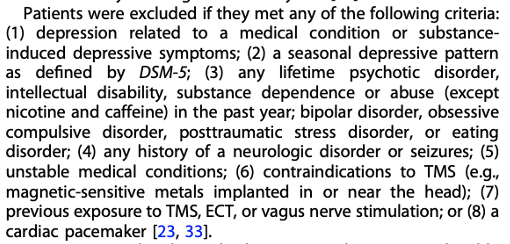 Patients were excluded if they met any of the following criteria:
(1) depression related to a medical condition or substance-
induced depressive symptoms; (2) a seasonal depressive pattern
as defined by DSM-5; (3) any lifetime psychotic disorder,
intellectual disability, substance dependence or abuse (except
nicotine and caffeine) in the past year; bipolar disorder, obsessive
compulsive disorder, posttraumatic stress disorder, or eating
disorder; (4) any history of a neurologic disorder or seizures; (5)
unstable medical conditions; (6) contraindications to TMS (e.g.,
magnetic-sensitive metals implanted in or near the head); (7)
previous exposure to TMS, ECT, or vagus nerve stimulation; or (8) a
cardiac pacemaker [23, 33].